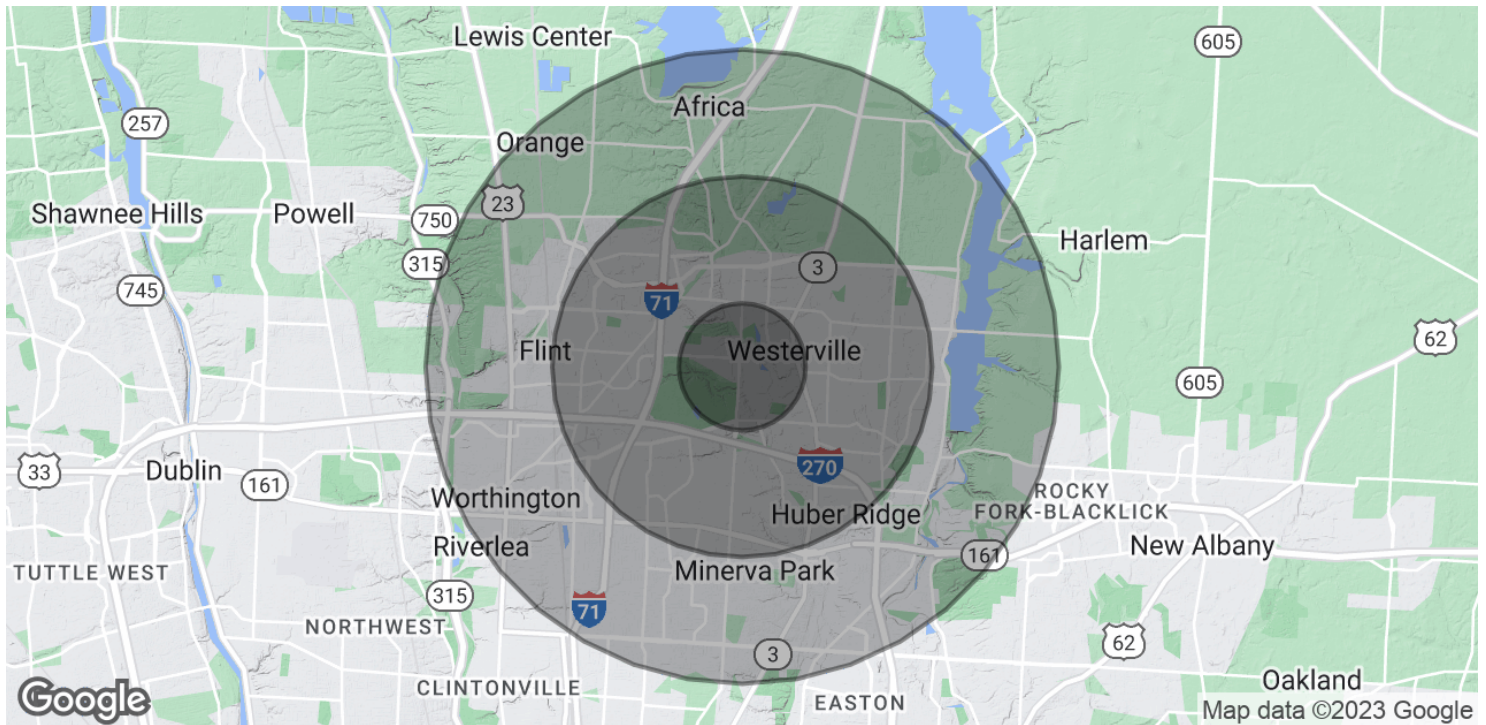 Lewis Center
605
Africa
257
Orange
Shawnee Hills
Powell
750
23
Harlem
315
3
745
71
62
Flint
Westerville
605
33
Dublin
161
270
Worthington
ROCKY
FORK-BLACKLICK
Huber Ridge
Riverlea
161
New Albany
TUTTLE WEST
Minerva Park
315
71
NORTHWEST
62
3
Oakland
CLINTONVILLE
EASTON
Google
Map data ©2023 Google